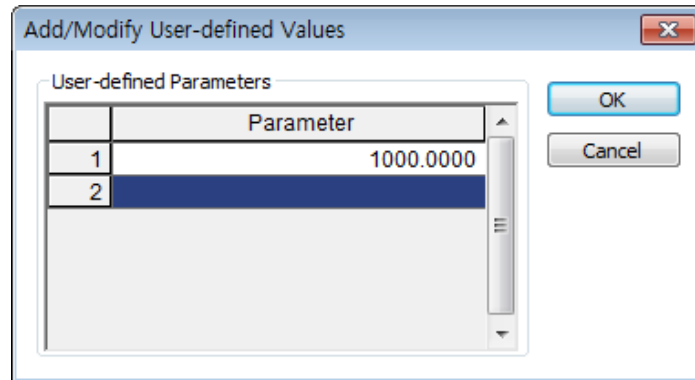 Add/Modify User-defined Values
User-defined Parameters
Parameter
1 1000.0000
2
OK
Cancel